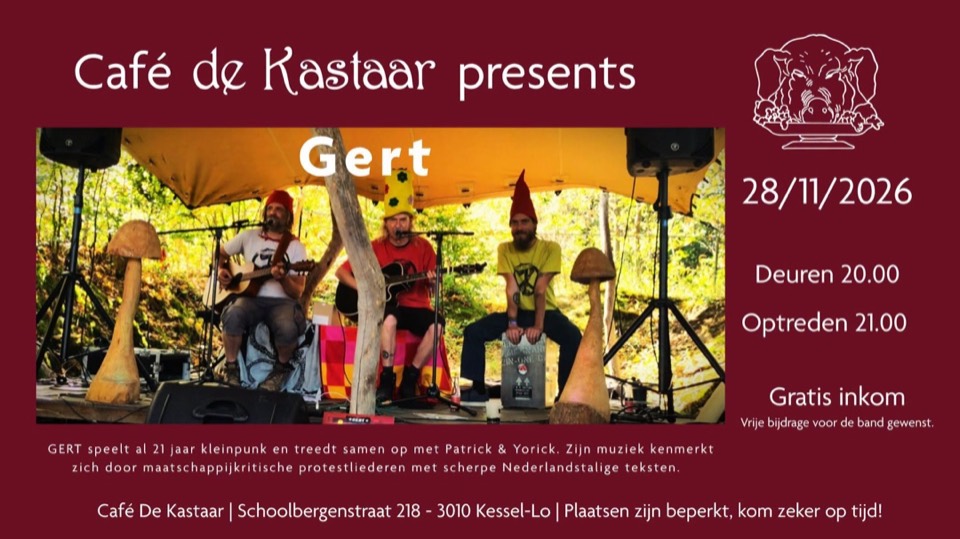 Café de Kastaar presents
Gert
28/11/2026
Deuren 20.00
Optreden 21.00
Gratis inkom
Vrije bijdrage voor de band gewenst.
GERT speelt al 21 jaar kleinpunk en treedt samen op met Patrick & Yorick. Zijn muziek kenmerkt
zich door maatschappijkritische protestliederen met scherpe Nederlandstalige teksten.
Café De Kastaar | Schoolbergenstraat 218 - 3010 Kessel-Lo | Plaatsen zijn beperkt, kom zeker op tijd!